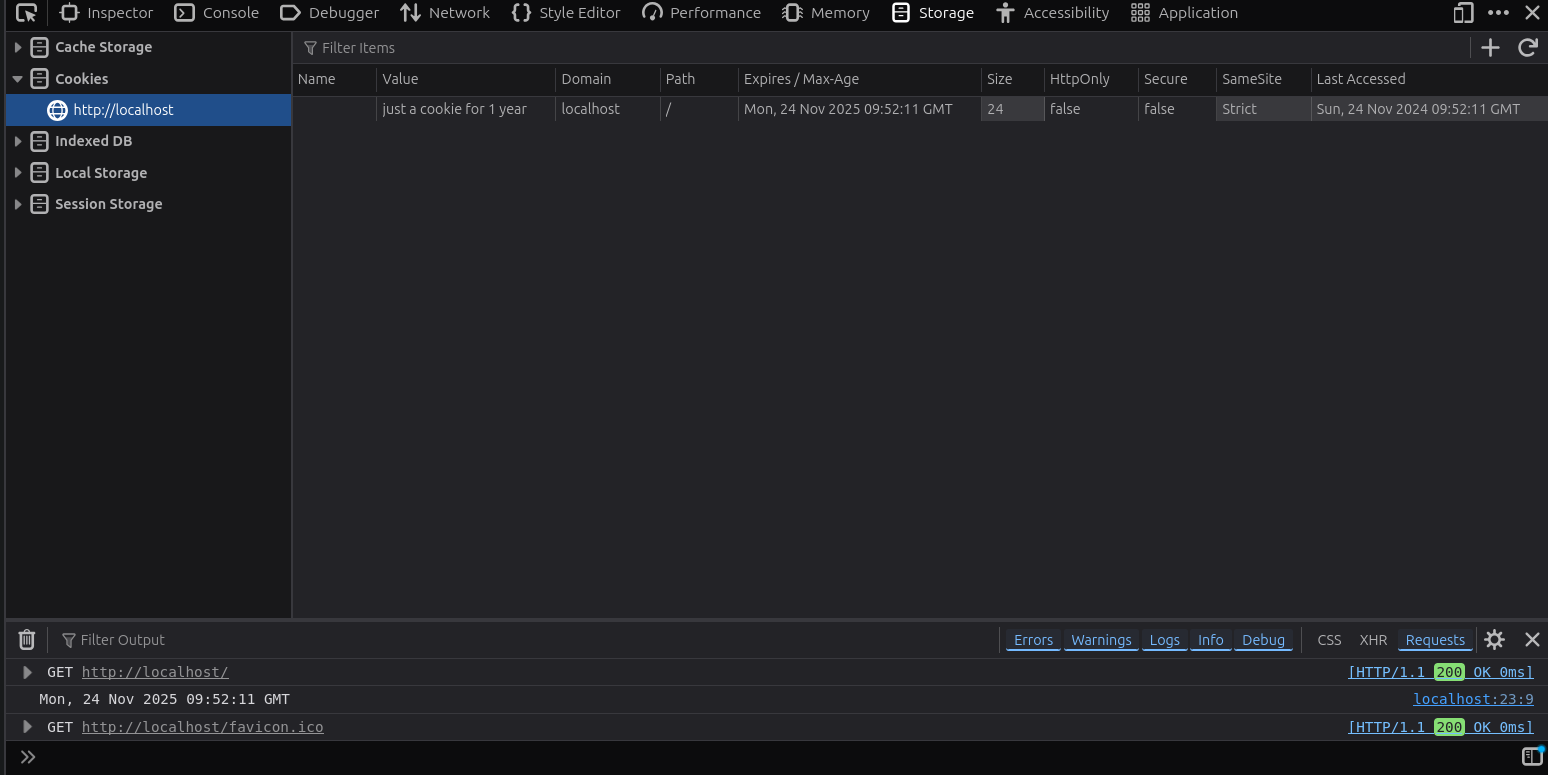 Inspector Console Debugger Network Style Editor Performance Memory Storage Accessibility Application
Cache Storage
Filter Items
Cookies
Name Value Domain Path Expires / Max-Age Size HttpOnly Secure SameSite Last Accessed
http://localhost
just a cookie for 1 year localhost / Mon, 24 Nov 2025 09:52:11 GMT 24 false false Strict Sun, 24 Nov 2024 09:52:11 GMT
Indexed DB
Local Storage
Session Storage
Filter Output Errors Warnings Logs Info Debug CSS XHR Requests
GET http://localhost/ [HTTP/1.1 200 OK 0ms]
Mon, 24 Nov 2025 09:52:11 GMT localhost:23:9
GET http://localhost/favicon.ico [HTTP/1.1 200 OK 0ms]